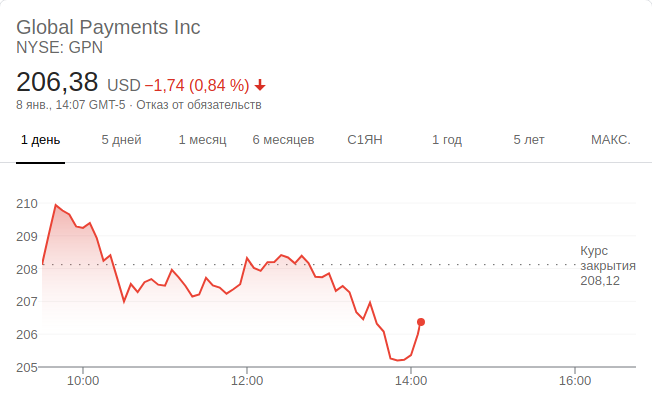 Global Payments Inc
NYSE: GPN
206,38 USD −1,74 (0,84 %)
8 янв., 14:07 GMT-5 · Отказ от обязательств
1 день 5 дней 1 месяц 6 месяцев С1ЯН 1 год 5 лет МАКС.
210
209
208
207
206
205
Курс
закрытия
208,12
10:00 12:00 14:00 16:00